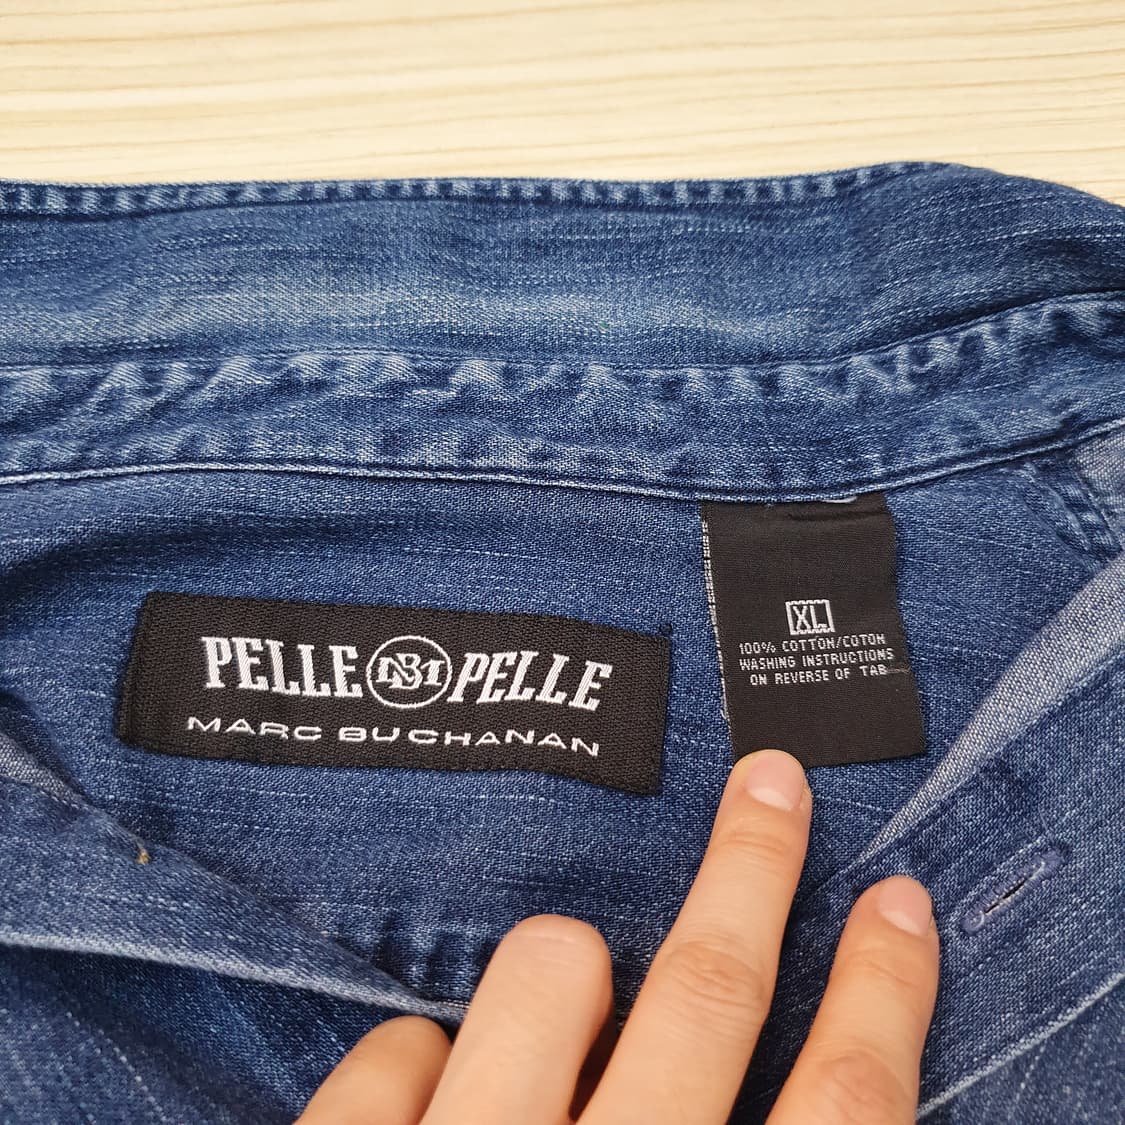 PELLE MB PELLE
MARC BUCHANAN
XL
100% COTTON/COTON
WASHING INSTRUCTIONS
ON REVERSE OF TAB